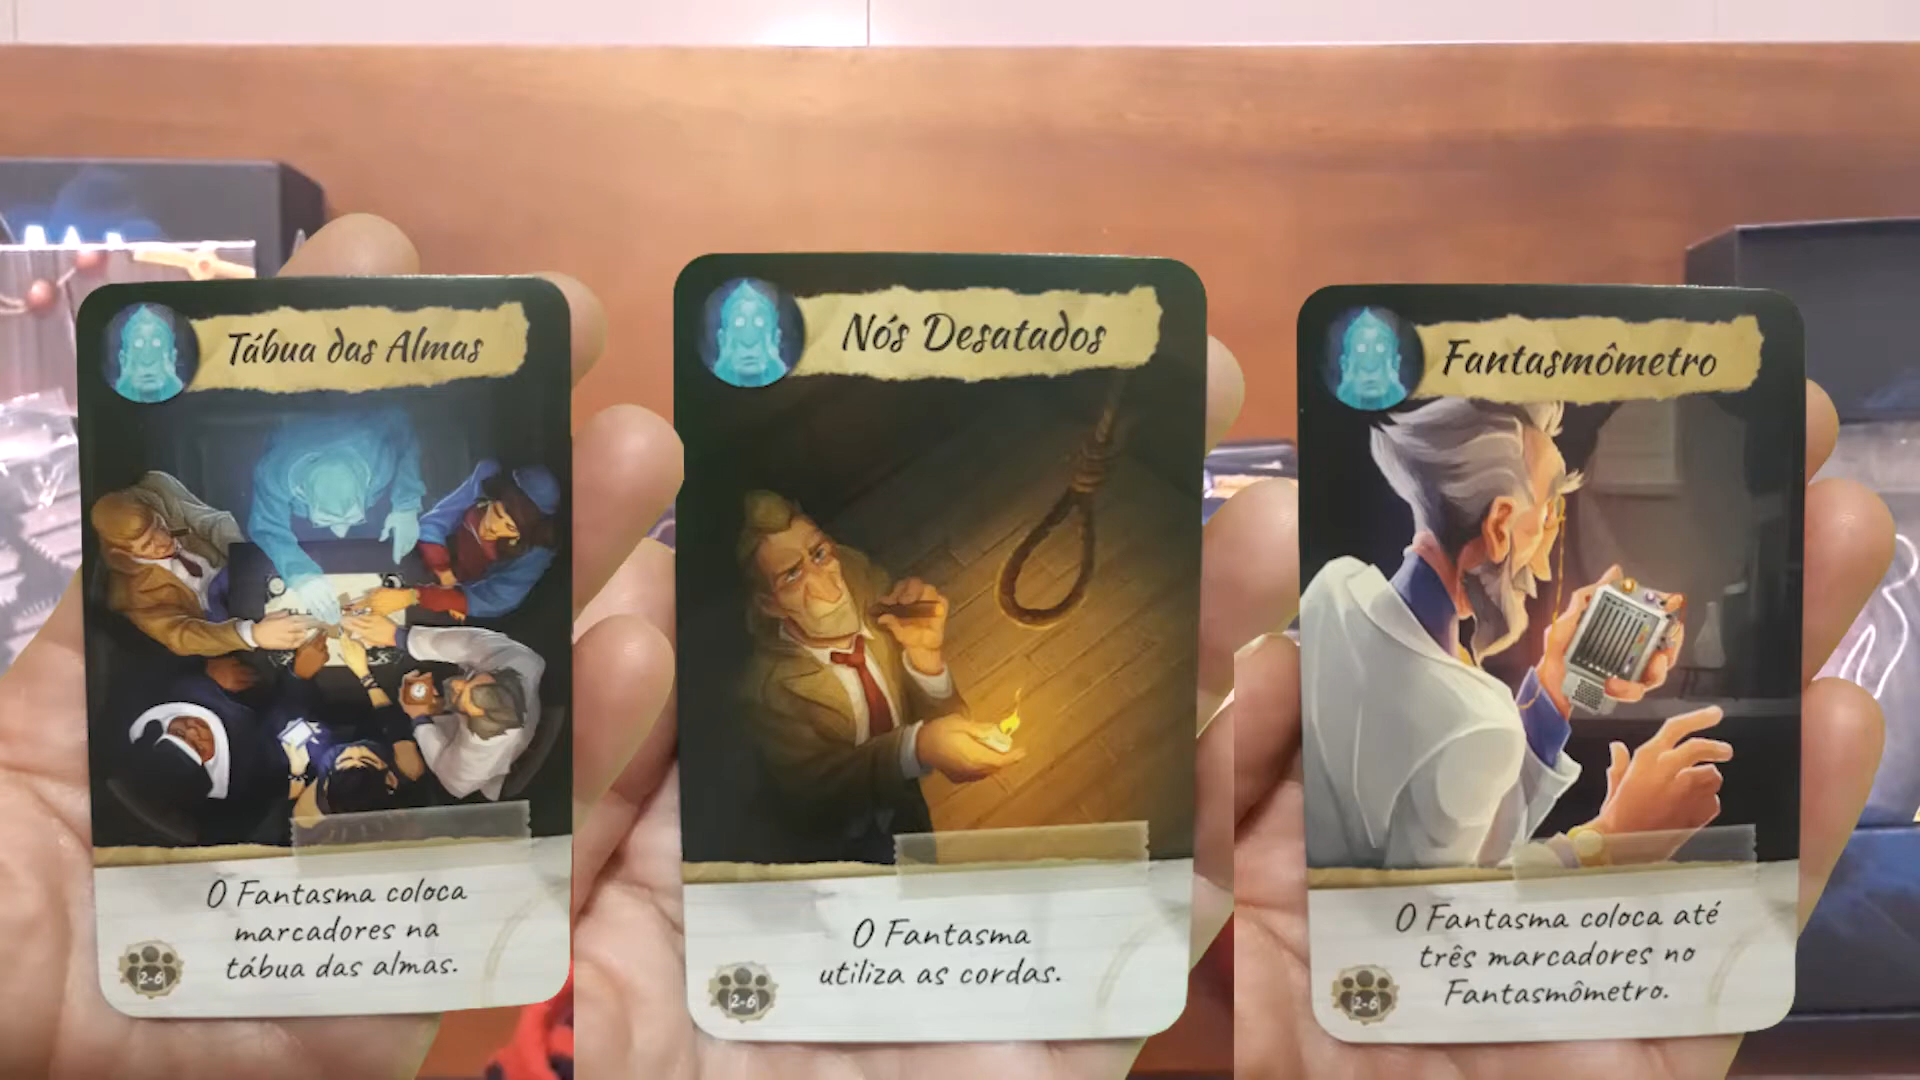 Tábua das Almas
O Fantasma coloca
marcadores na
tábua das almas.
2-6
Nós Desatados
O Fantasma
utiliza as cordas.
2-6
Fantasmômetro
O Fantasma coloca até
três marcadores no
Fantasmômetro.
2-6